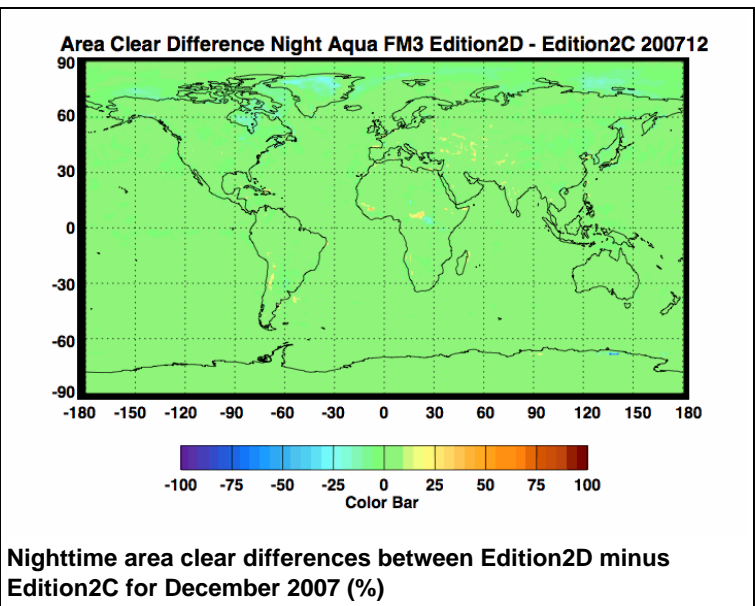 Area Clear Difference Night Aqua FM3 Edition2D - Edition2C 200712
90
60
30
0
-30
-60
-90
-180 -150 -120 -90 -60 -30 0 30 60 90 120 150 180
-100 -75 -50 -25 0 25 50 75 100
Color Bar
Nighttime area clear differences between Edition2D minus
Edition2C for December 2007 (%)